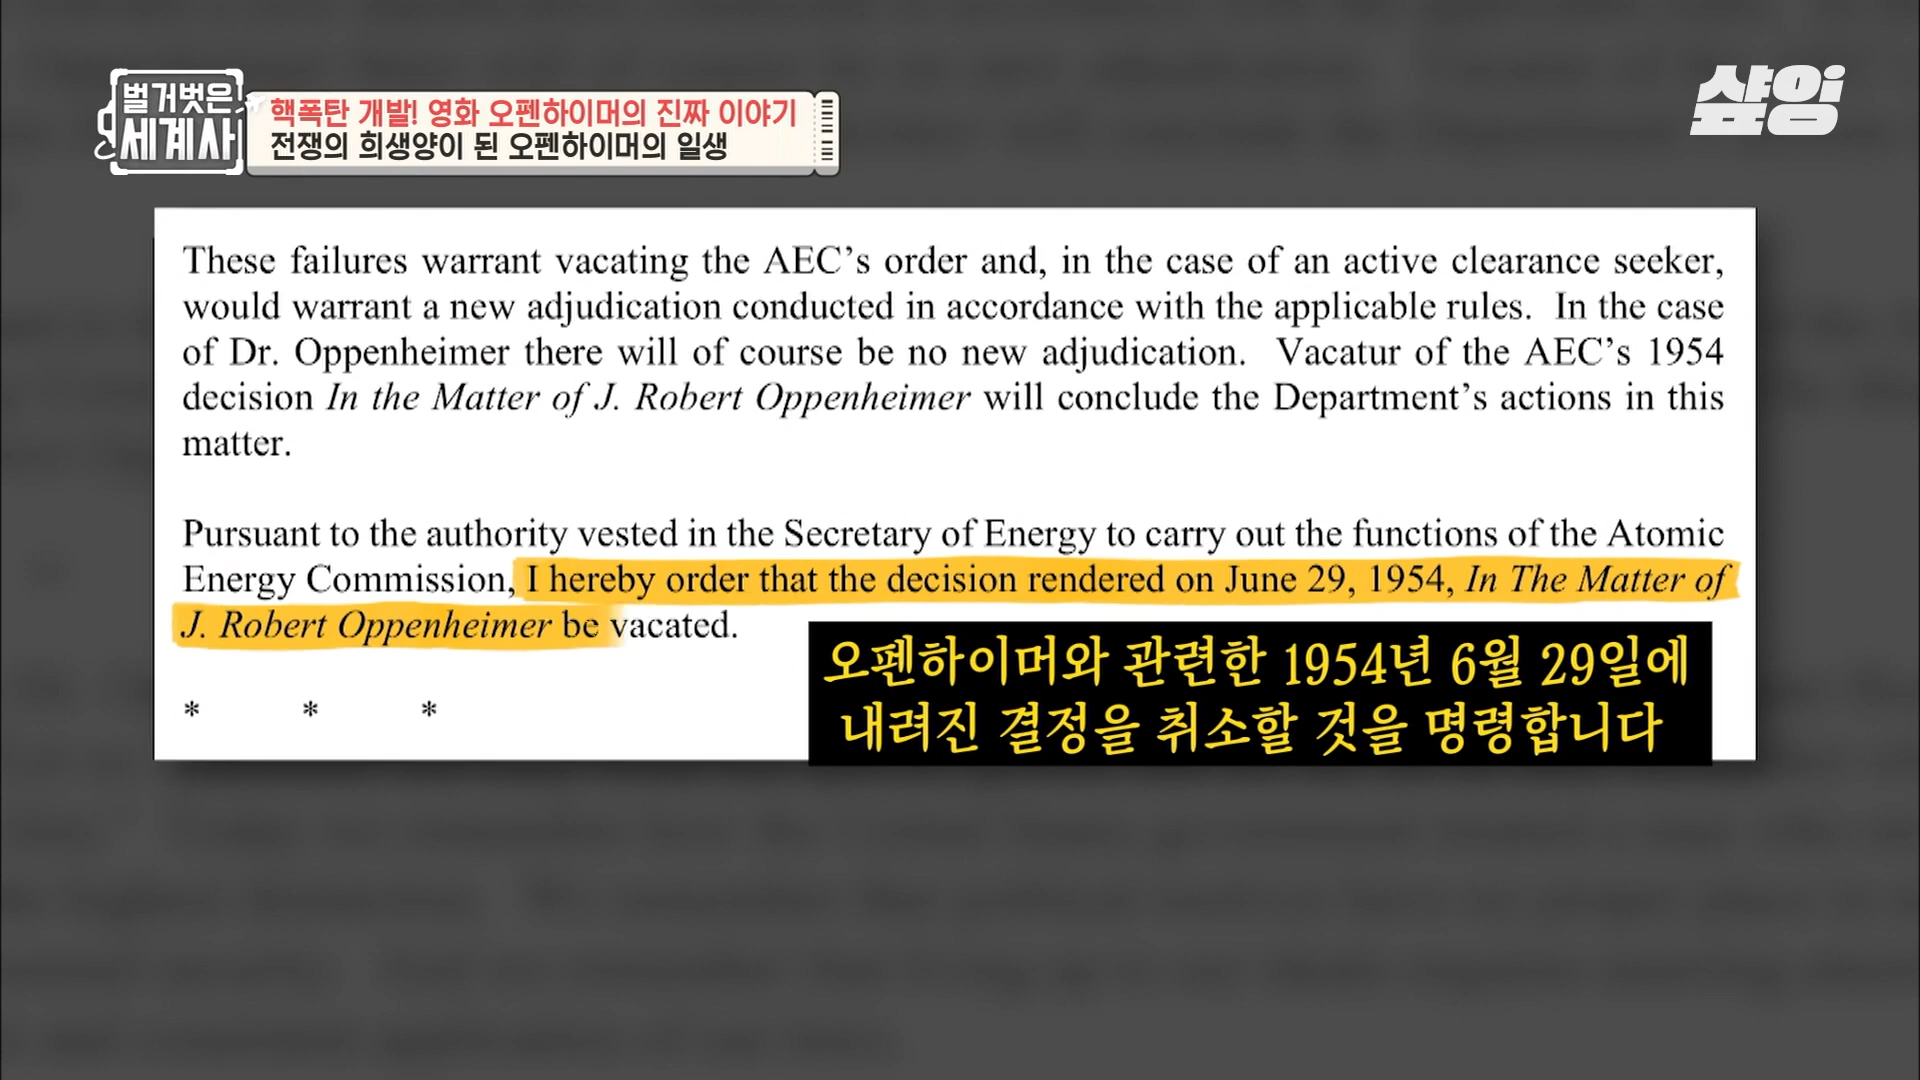 벌거벗은
세계사
핵폭탄 개발! 영화 오펜하이머의 진짜 이야기
전쟁의 희생양이 된 오펜하이머의 일생
샾잉
These failures warrant vacating the AEC's order and, in the case of an active clearance seeker,
would warrant a new adjudication conducted in accordance with the applicable rules. In the case
of Dr. Oppenheimer there will of course be no new adjudication. Vacatur of the AEC's 1954
decision In the Matter of J. Robert Oppenheimer will conclude the Department's actions in this
matter.
Pursuant to the authority vested in the Secretary of Energy to carry out the functions of the Atomic
Energy Commission, I hereby order that the decision rendered on June 29, 1954, In The Matter of
J. Robert Oppenheimer be vacated.
* * *
오펜하이머와 관련한 1954년 6월 29일에
내려진 결정을 취소할 것을 명령합니다